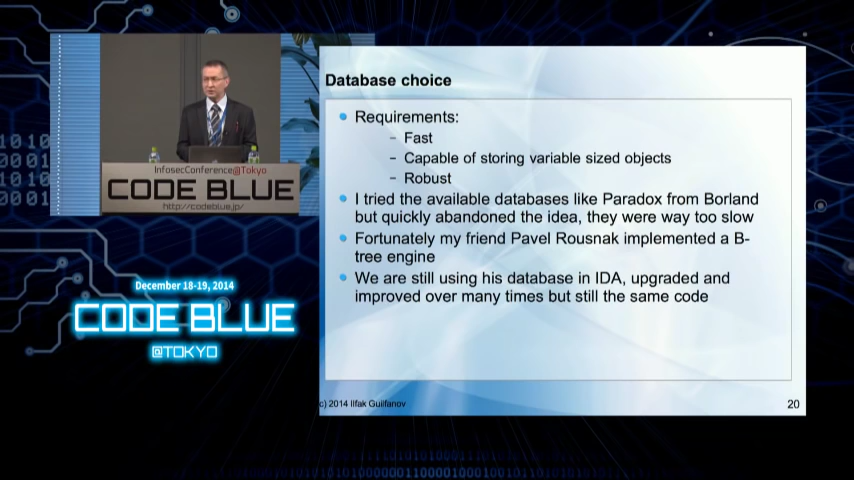 InfosecConference@Tokyo
CODE BLUE
http://codeblue.jp/
December 18-19, 2014
CODE BLUE
@TOKYO
Database choice
Requirements:
– Fast
– Capable of storing variable sized objects
– Robust
I tried the available databases like Paradox from Borland
but quickly abandoned the idea, they were way too slow
Fortunately my friend Pavel Rousnak implemented a B-
tree engine
We are still using his database in IDA, upgraded and
improved over many times but still the same code
c) 2014 Ilfak Guilfanov
20